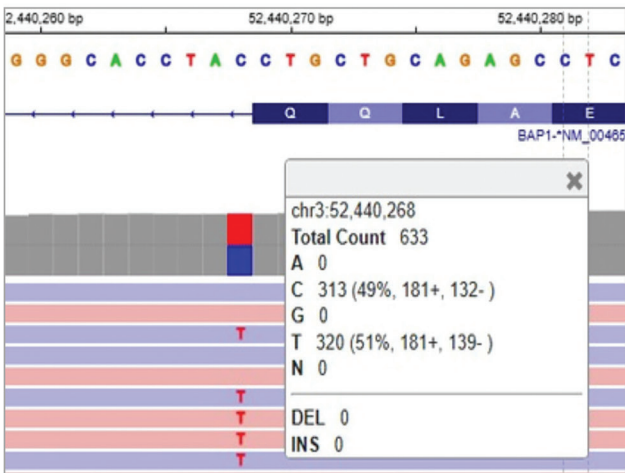 2,440,260 bp 52,440,270 bp 52,440,280 bp
G G G C A C C T A C C T G C T G C A G A G C C T C
Q Q L A E
BAP1-*NM_00465
chr3:52,440,268
Total Count 633
A 0
C 313 (49%, 181+, 132- )
G 0
T 320 (51%, 181+, 139- )
N 0
DEL 0
INS 0
T
T
T
T
T